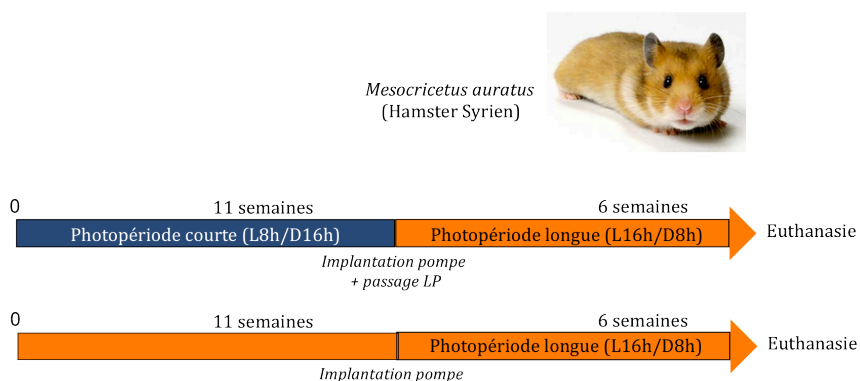 Mesocricetus auratus
(Hamster Syrien)
0
11 semaines
6 semaines
Photopériode courte (L8h/D16h)
Photopériode longue (L16h/D8h)
Euthanasie
Implantation pompe
+ passage LP
0
11 semaines
6 semaines
Photopériode longue (L16h/D8h)
Euthanasie
Implantation pompe